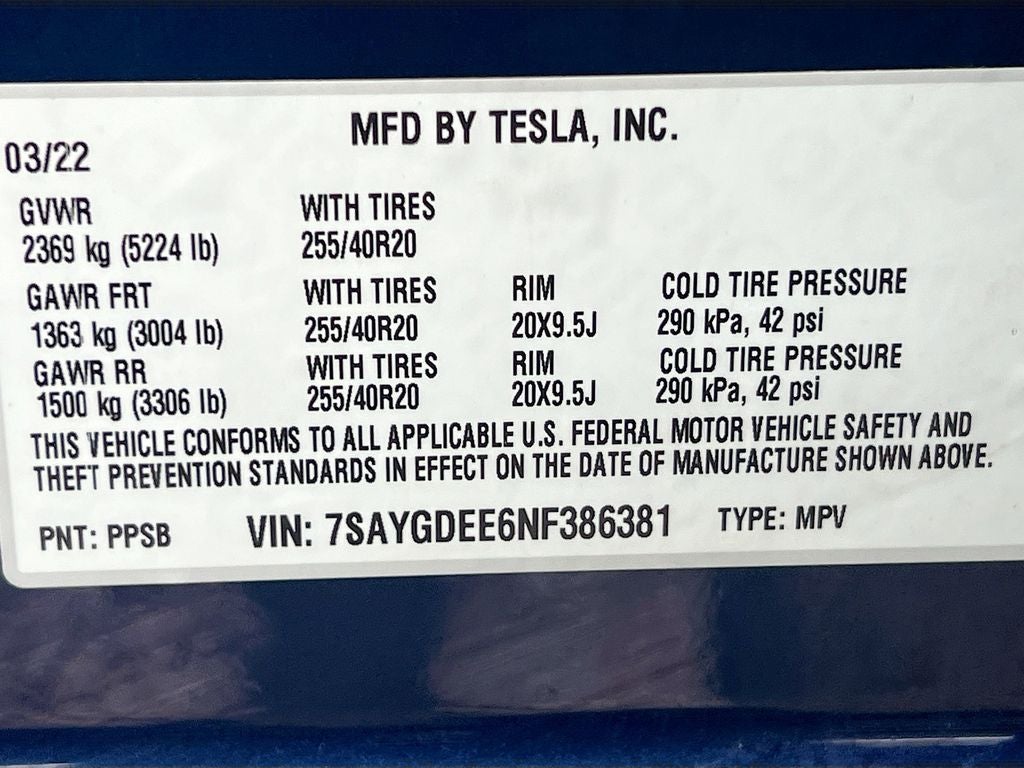 MFD BY TESLA, INC.
03/22
GVWR WITH TIRES
2369 kg (5224 lb) 255/40R20
GAWR FRT WITH TIRES RIM COLD TIRE PRESSURE
1363 kg (3004 lb) 255/40R20 20X9.5J 290 kPa, 42 psi
GAWR RR WITH TIRES RIM COLD TIRE PRESSURE
1500 kg (3306 lb) 255/40R20 20X9.5J 290 kPa, 42 psi
THIS VEHICLE CONFORMS TO ALL APPLICABLE U.S. FEDERAL MOTOR VEHICLE SAFETY AND
THEFT PREVENTION STANDARDS IN EFFECT ON THE DATE OF MANUFACTURE SHOWN ABOVE.
PNT: PPSB VIN: 7SAYGDEE6NF386381 TYPE: MPV